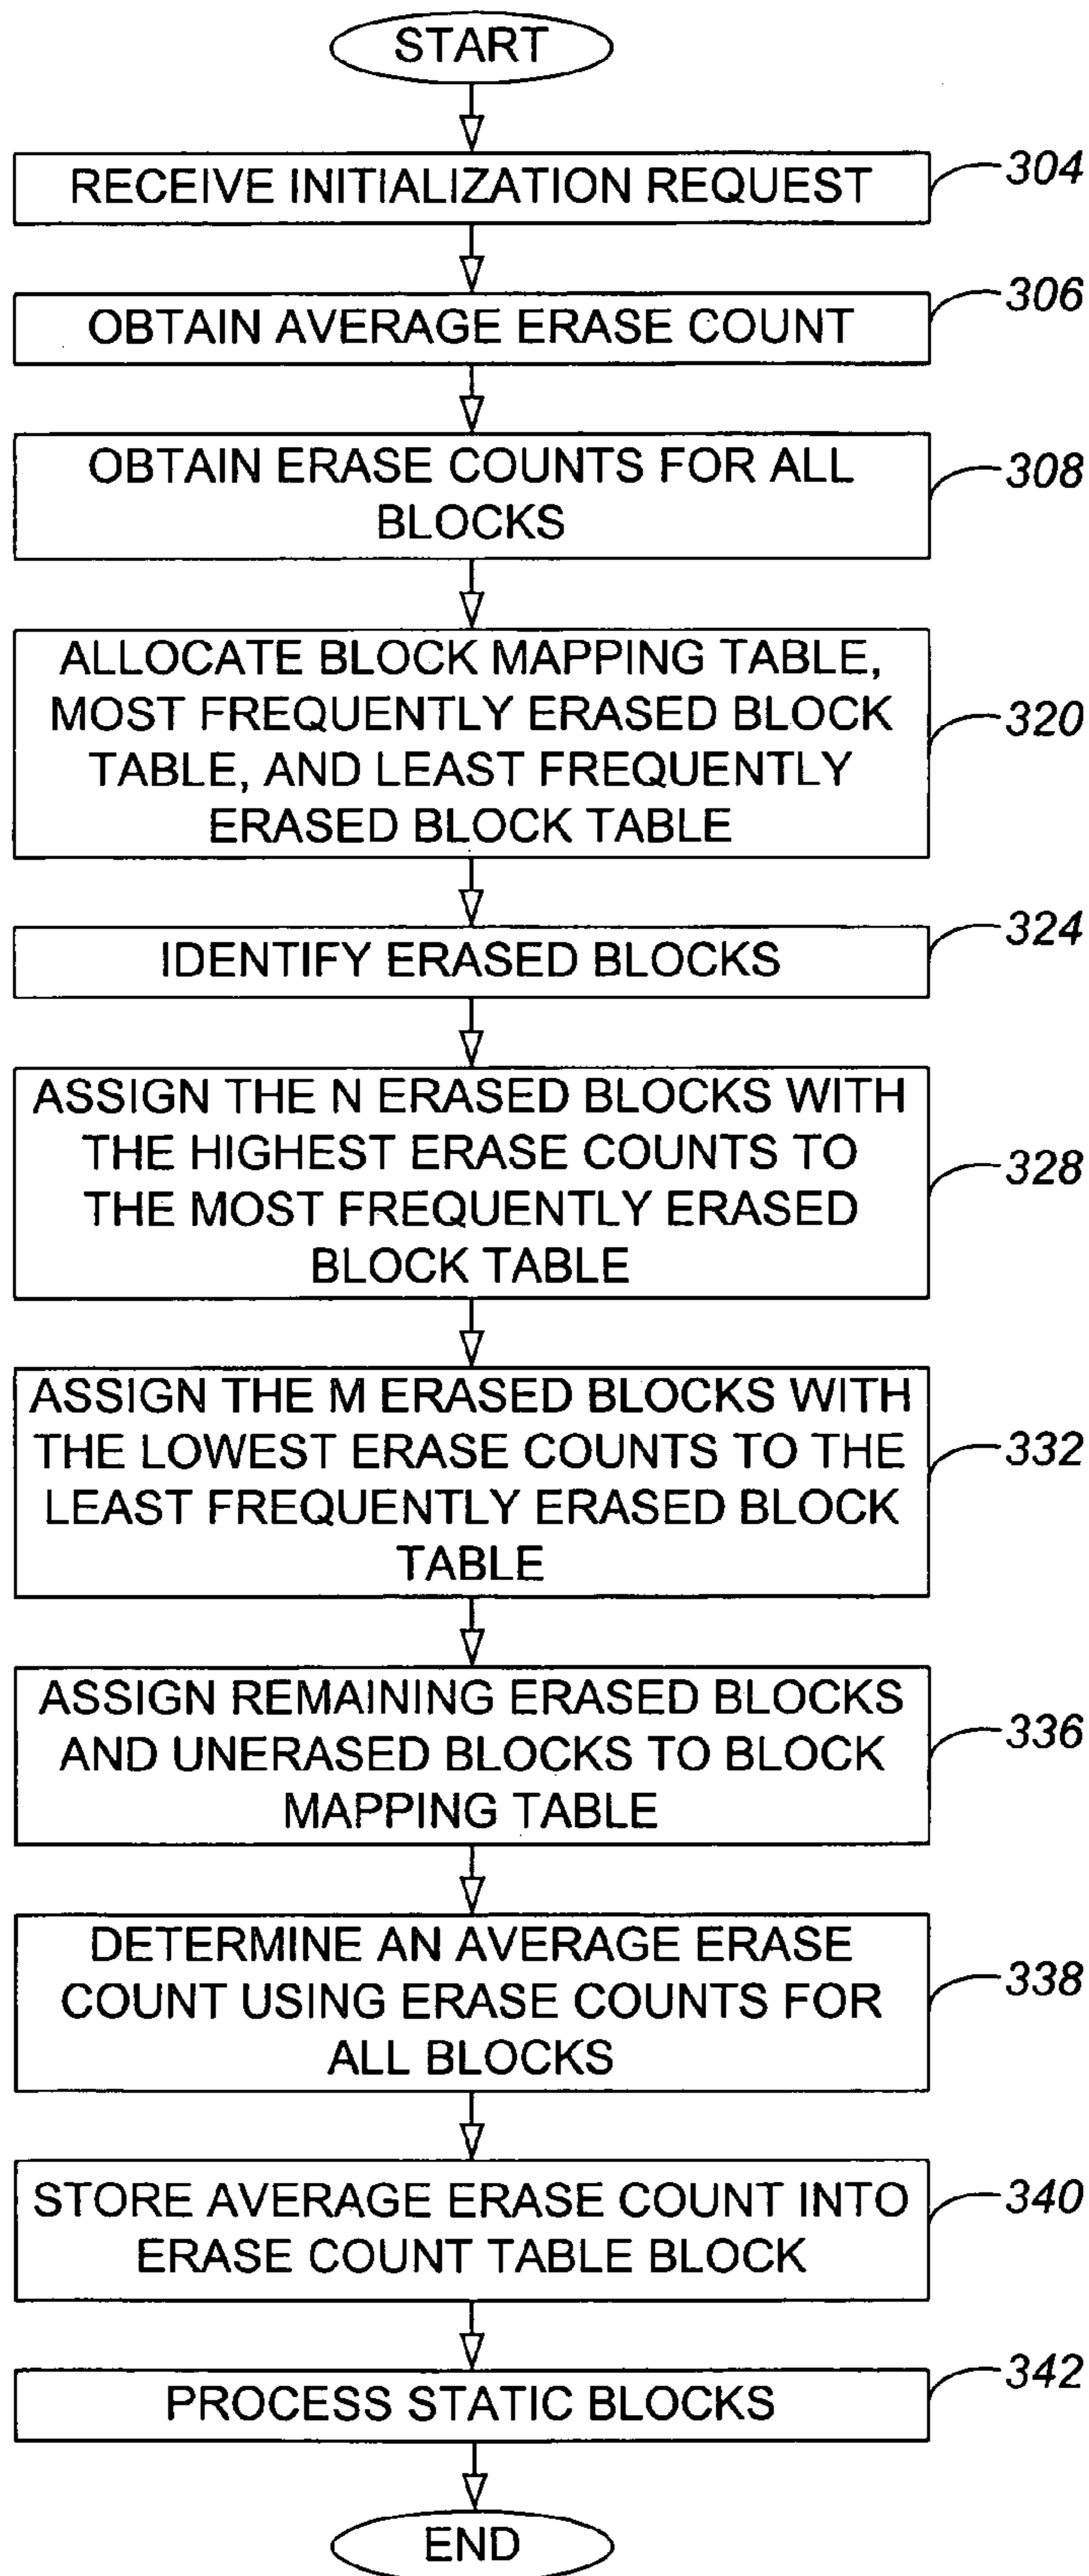 START
RECEIVE INITIALIZATION REQUEST
304
OBTAIN AVERAGE ERASE COUNT
306
OBTAIN ERASE COUNTS FOR ALL
BLOCKS
308
ALLOCATE BLOCK MAPPING TABLE,
MOST FREQUENTLY ERASED BLOCK
TABLE, AND LEAST FREQUENTLY
ERASED BLOCK TABLE
320
IDENTIFY ERASED BLOCKS
324
ASSIGN THE N ERASED BLOCKS WITH
THE HIGHEST ERASE COUNTS TO
THE MOST FREQUENTLY ERASED
BLOCK TABLE
328
ASSIGN THE M ERASED BLOCKS WITH
THE LOWEST ERASE COUNTS TO THE
LEAST FREQUENTLY ERASED BLOCK
TABLE
332
ASSIGN REMAINING ERASED BLOCKS
AND UNERASED BLOCKS TO BLOCK
MAPPING TABLE
336
DETERMINE AN AVERAGE ERASE
COUNT USING ERASE COUNTS FOR
ALL BLOCKS
338
STORE AVERAGE ERASE COUNT INTO
ERASE COUNT TABLE BLOCK
340
PROCESS STATIC BLOCKS
342
END